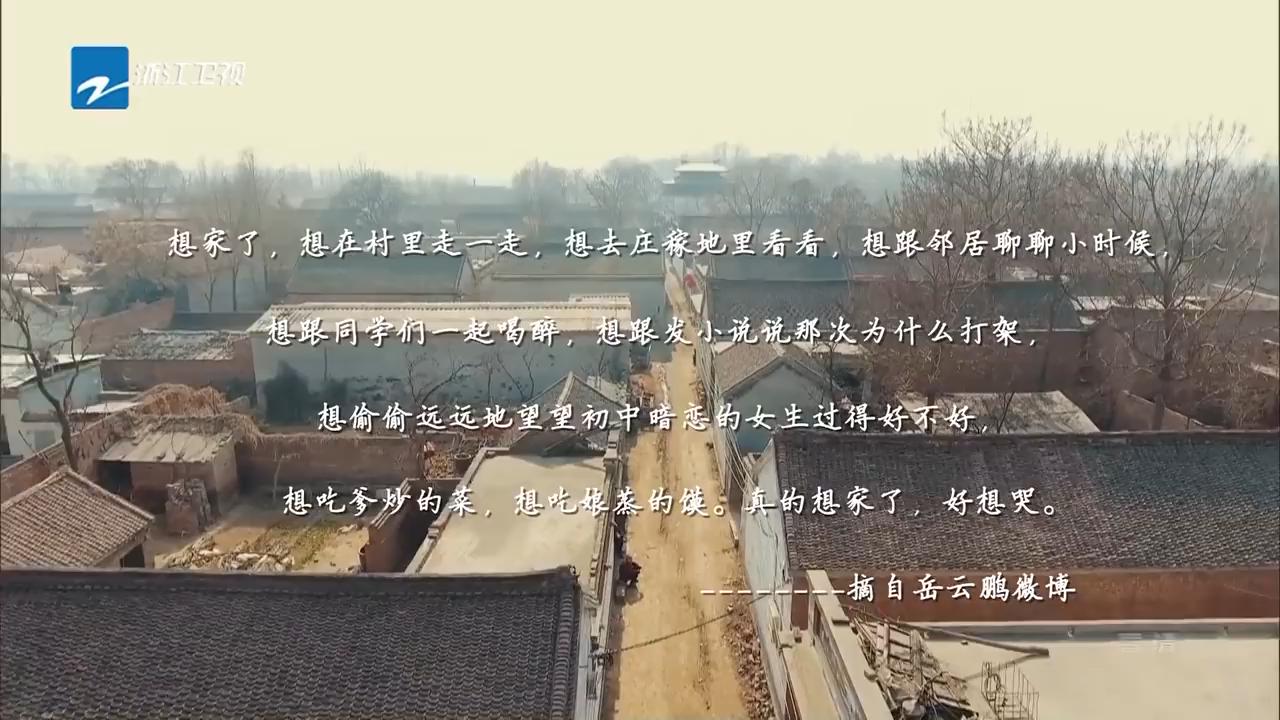 浙江卫视
想家了，想在村里走一走，想去庄稼地里看看，想跟邻居聊聊小时候，
想跟同学们一起喝醉，想跟发小说说那次为什么打架，
想偷偷远远地望望初中暗恋的女生过得好不好，
想吃爹炒的菜，想吃娘蒸的馍。真的想家了，好想哭。
---------摘自岳云鹏微博